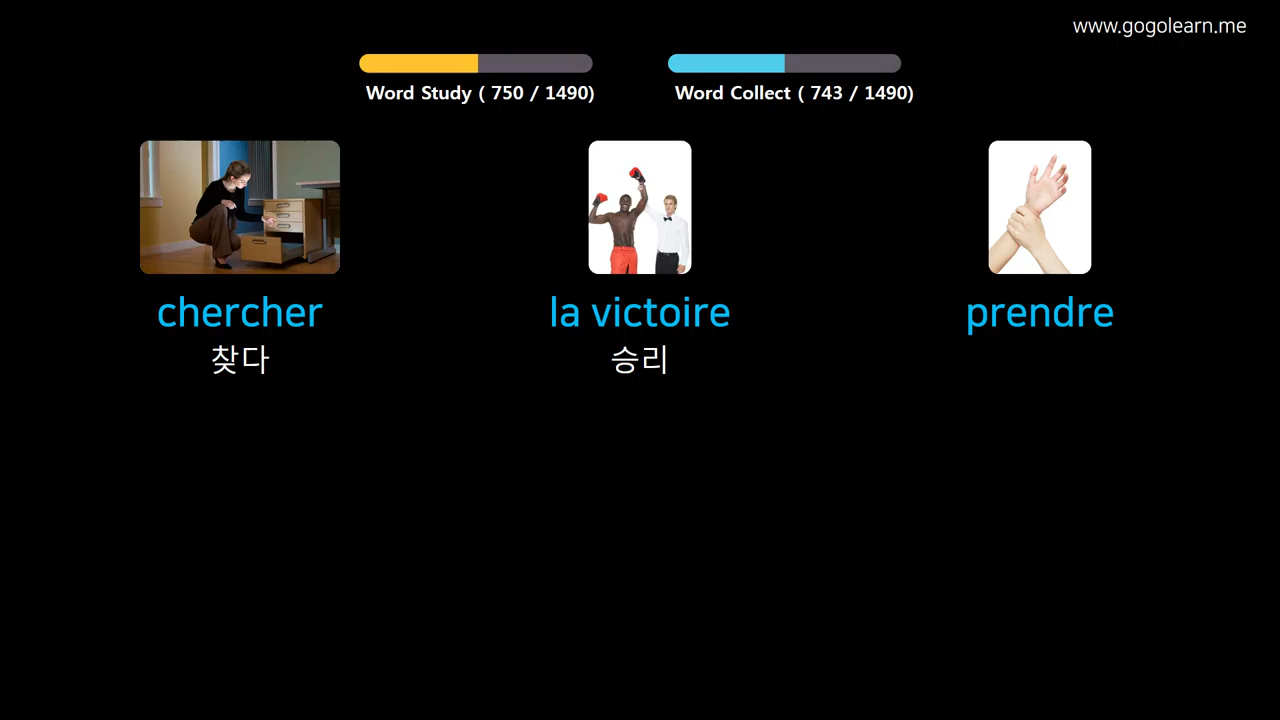 www.gogolearn.me
Word Study ( 750 / 1490)
Word Collect ( 743 / 1490)
chercher
찾다
la victoire
승리
prendre